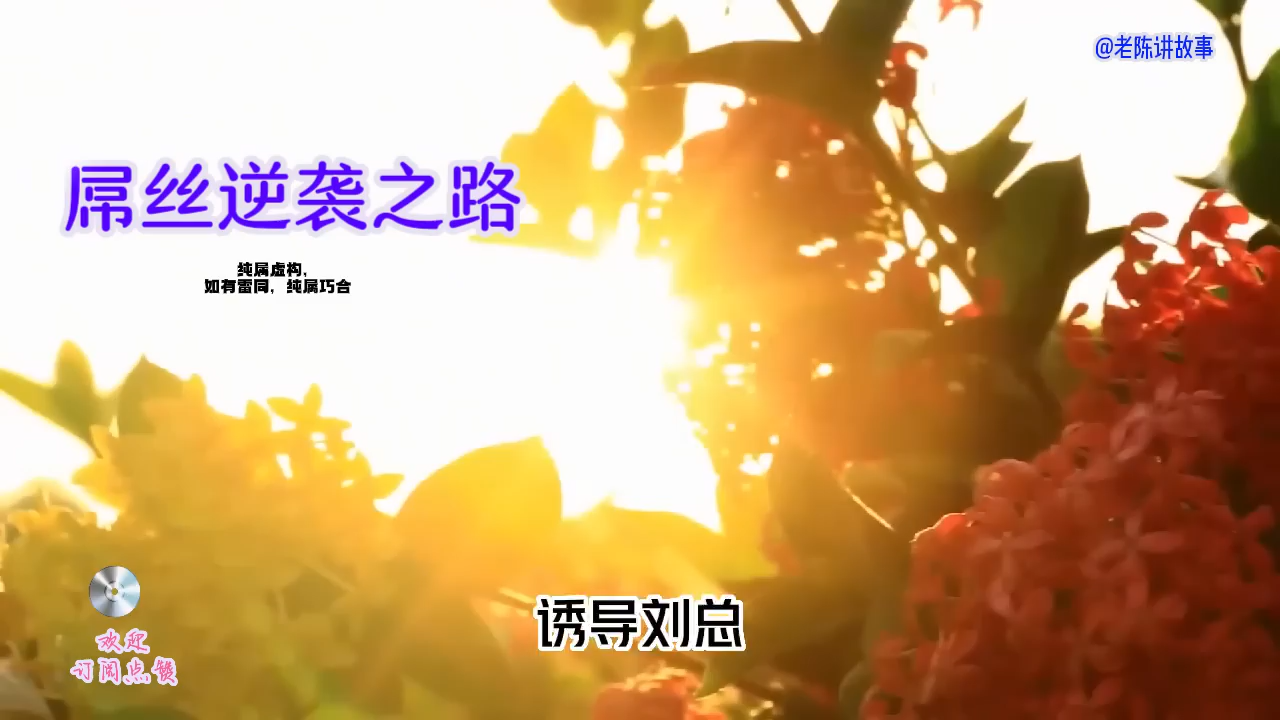 @老陈讲故事
屌丝逆袭之路
纯属虚构，
如有雷同，纯属巧合
诱导刘总
欢迎
订阅点赞